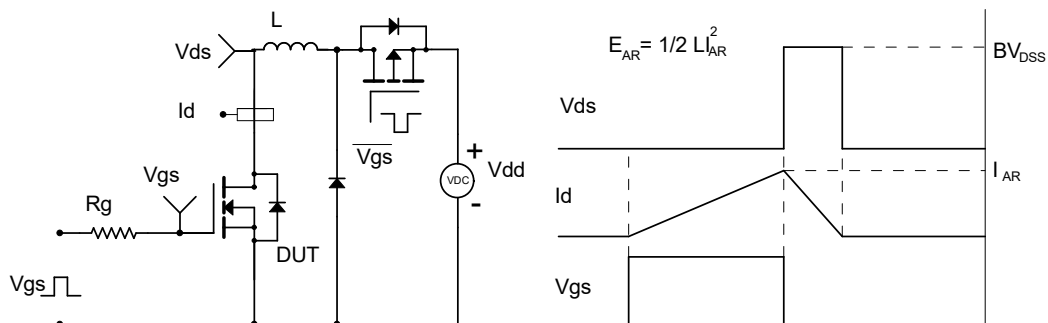 L
Vds
Id
Vgs
Vgs
+
VDC
Vdd
-
Rg
DUT
Vgs
E_AR = 1/2 LI_AR^2
BV_DSS
Vds
I_AR
Id
Vgs